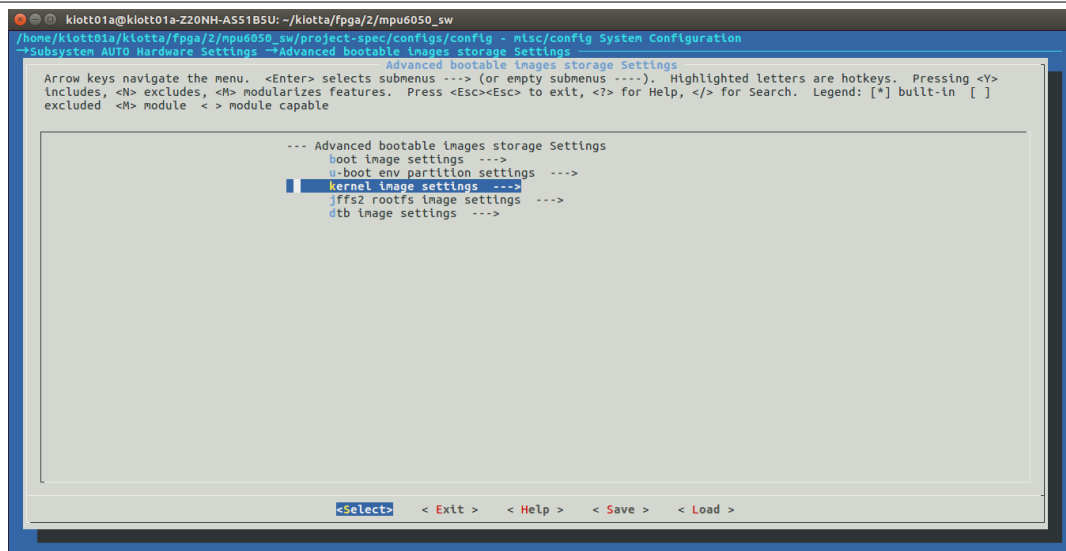 kiott01a@kiott01a-Z20NH-AS51B5U: ~/kiotta/fpga/2/mpu6050_sw
/home/kiott01a/kiotta/fpga/2/mpu6050_sw/project-spec/configs/config - misc/config System Configuration
→Subsystem AUTO Hardware Settings →Advanced bootable images storage Settings
Advanced bootable images storage Settings
Arrow keys navigate the menu.  <Enter> selects submenus ---> (or empty submenus ----).  Highlighted letters are hotkeys.  Pressing <Y>
includes, <N> excludes, <M> modularizes features.  Press <Esc><Esc> to exit, <?> for Help, </> for Search.  Legend: [*] built-in  [ ]
excluded  <M> module  < > module capable
--- Advanced bootable images storage Settings
boot image settings  --->
u-boot env partition settings  --->
kernel image settings  --->
jffs2 rootfs image settings  --->
dtb image settings  --->
<Select>    < Exit >    < Help >    < Save >    < Load >